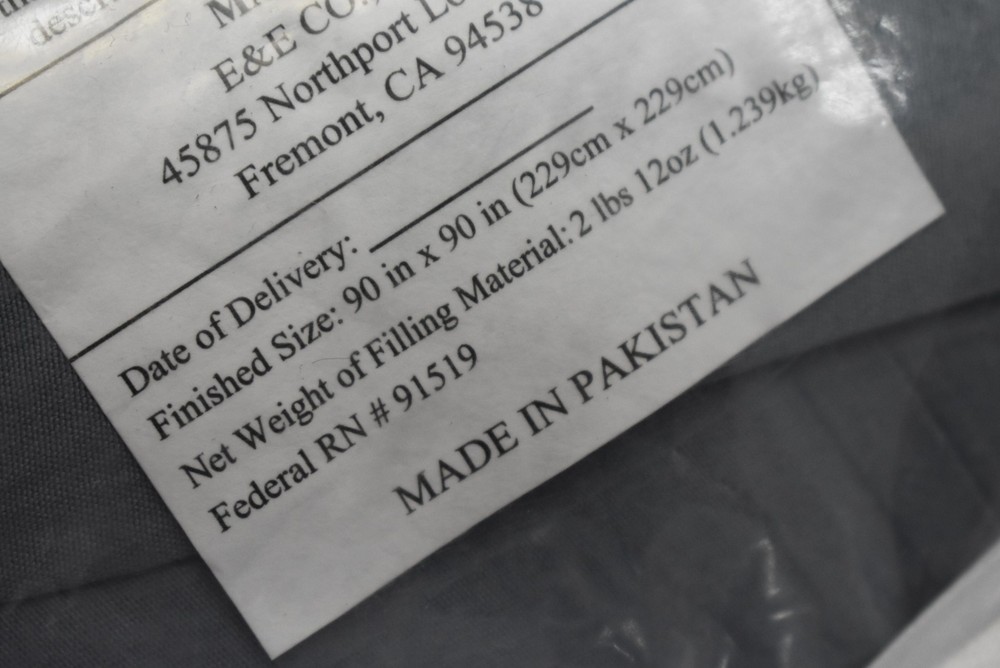 E&E CO.,
45875 Northport
Fremont, CA 94538
Date of Delivery:
Finished Size: 90 in x 90 in (229cm x 229cm)
Net Weight of Filling Material: 2 lbs 12oz (1.239kg)
Federal RN # 91519
MADE IN PAKISTAN